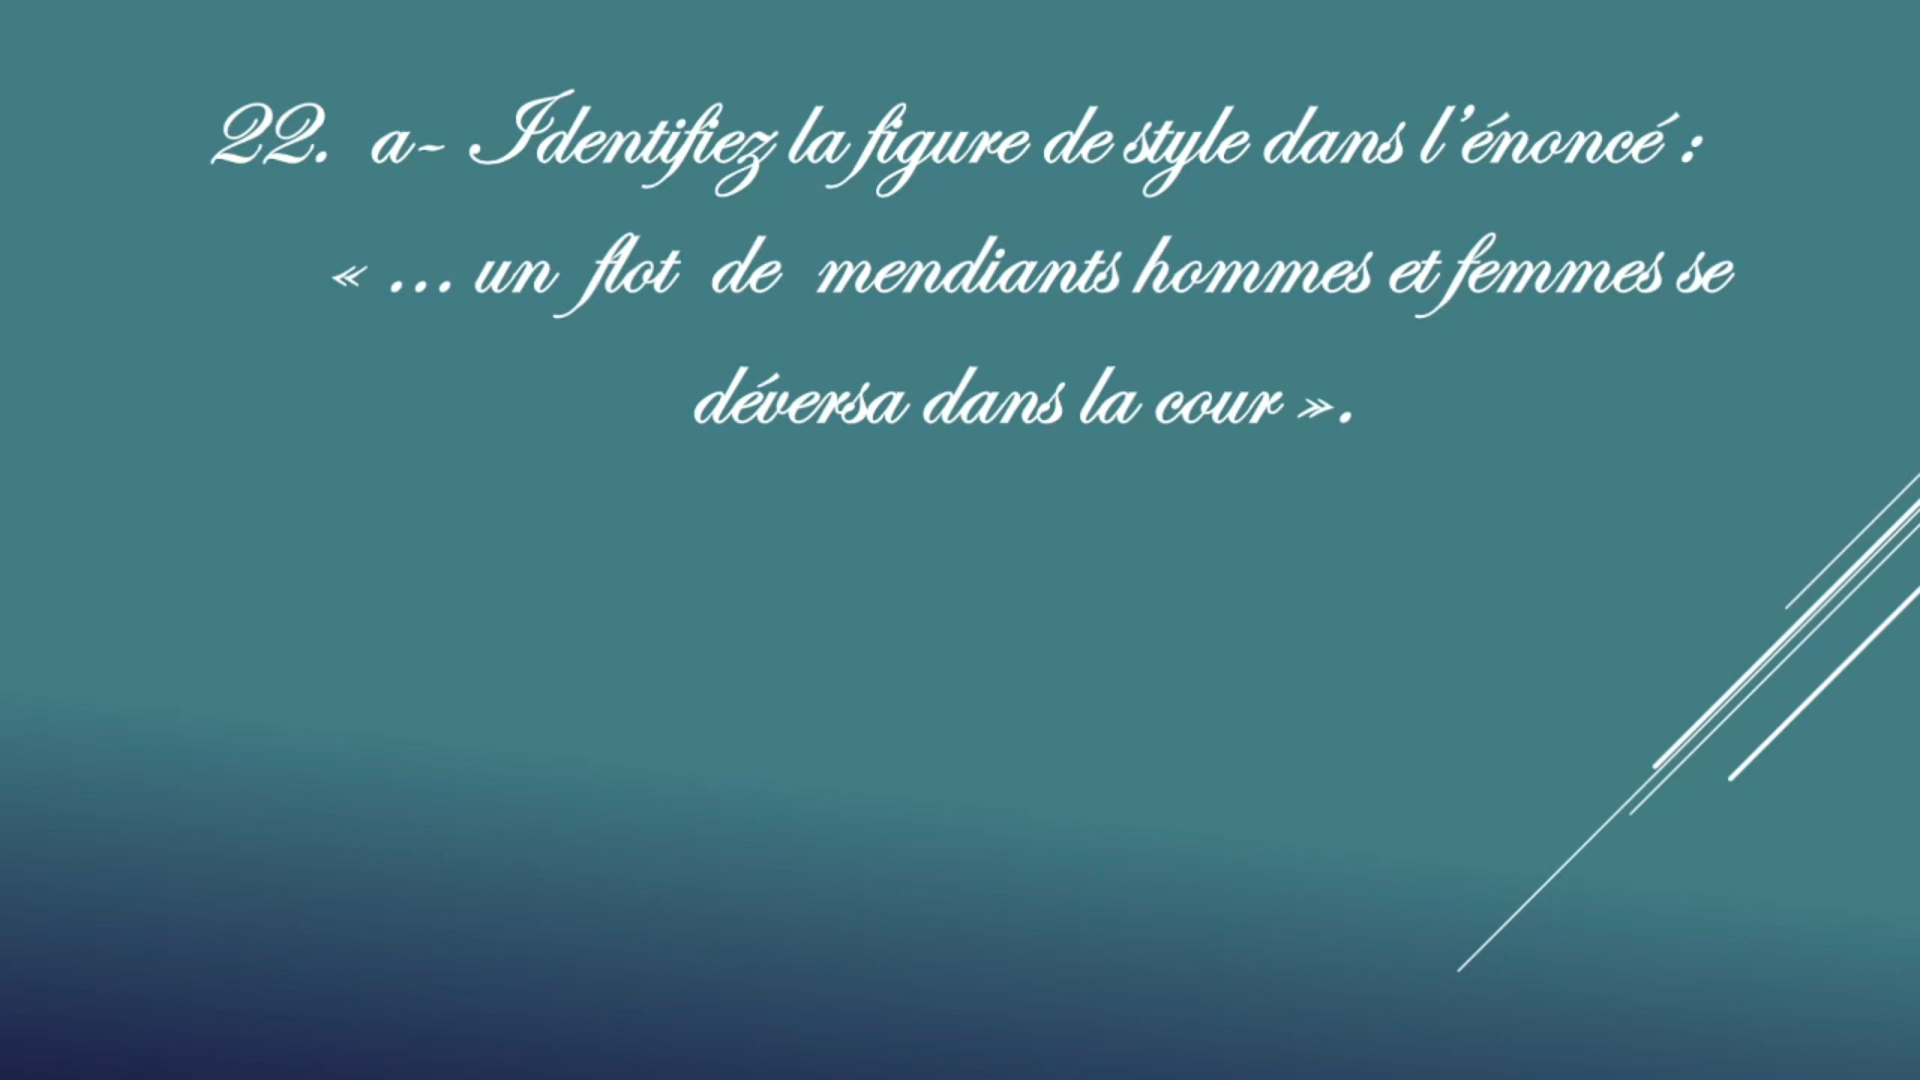 22. a- Identifiez la figure de style dans l’énoncé :
« ... un flot de mendiants hommes et femmes se
déversa dans la cour ».